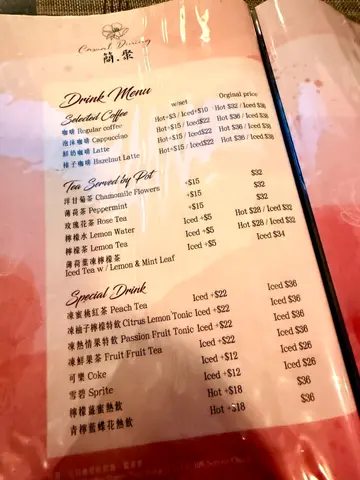 Casual Dining
簡.聚
Drink Menu
w/set Orginal price
Selected Coffee
咖啡 Regular coffee Hot+$3 / Iced+$10 Hot $32 / Iced $38
泡沫咖啡 Cappuccino Hot+$15 / Iced$22 Hot $36 / Iced $38
鮮奶咖啡 Latte Hot+$15 / Iced$22 Hot $36 / Iced $38
榛子咖啡 Hazelnut Latte Hot+$15 / Iced$22 Hot $36 / Iced $38
Tea Served by Pot
洋甘菊茶 Chamomile Flowers +$15 $32
薄荷茶 Peppermint +$15 $32
玫瑰花茶 Rose Tea +$15 $32
檸檬水 Lemon Water Iced +$5 Hot $28 / Iced $32
檸檬茶 Lemon Tea Iced +$5 Hot $28 / Iced $32
薄荷葉凍檸檬茶 Iced +$5 Iced $34
Iced Tea w / Lemon & Mint Leaf
Special Drink
凍蜜桃紅茶 Peach Tea Iced +$22 Iced $36
凍柚子檸檬特飲 Citrus Lemon Tonic Iced +$22 Iced $36
凍熱情果特飲 Passion Fruit Tonic Iced +$22 Iced $36
凍鮮果茶 Fruit Fruit Tea Iced +$22 Iced $36
可樂 Coke Iced +$12 Iced $26
雪碧 Sprite Iced +$12 Iced $26
檸檬薑蜜熱飲 Hot +$18 $36
青檸藍蝶花熱飲 Hot +$18 $36